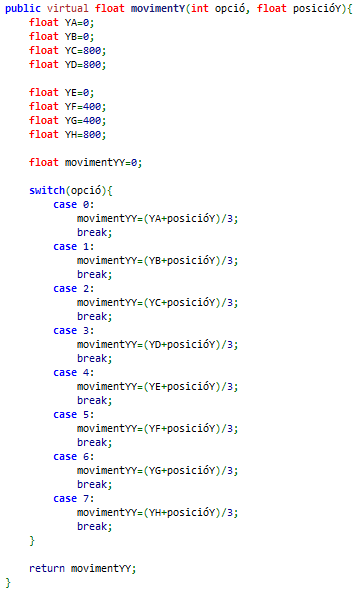 public virtual float movimentY(int opció, float posicióY){
    float YA=0;
    float YB=0;
    float YC=800;
    float YD=800;

    float YE=0;
    float YF=400;
    float YG=400;
    float YH=800;

    float movimentYY=0;

    switch(opció){
        case 0:
            movimentYY=(YA+posicióY)/3;
            break;
        case 1:
            movimentYY=(YB+posicióY)/3;
            break;
        case 2:
            movimentYY=(YC+posicióY)/3;
            break;
        case 3:
            movimentYY=(YD+posicióY)/3;
            break;
        case 4:
            movimentYY=(YE+posicióY)/3;
            break;
        case 5:
            movimentYY=(YF+posicióY)/3;
            break;
        case 6:
            movimentYY=(YG+posicióY)/3;
            break;
        case 7:
            movimentYY=(YH+posicióY)/3;
            break;
    }

    return movimentYY;
}